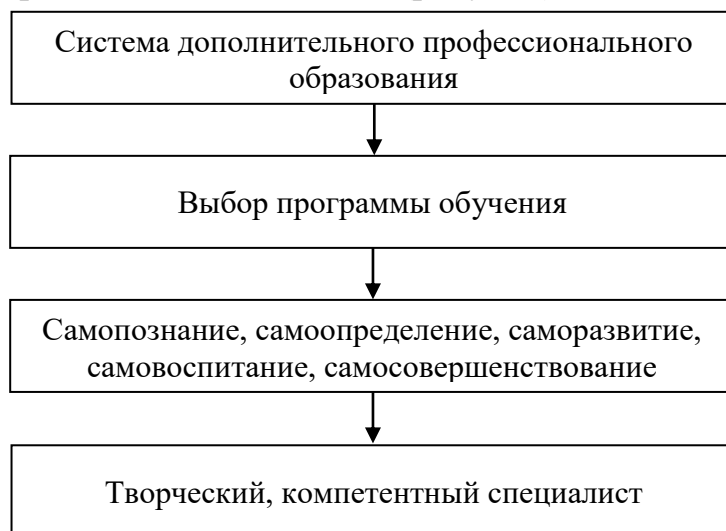 Система дополнительного профессионального
образования
Выбор программы обучения
Самопознание, самоопределение, саморазвитие,
самовоспитание, самосовершенствование
Творческий, компетентный специалист